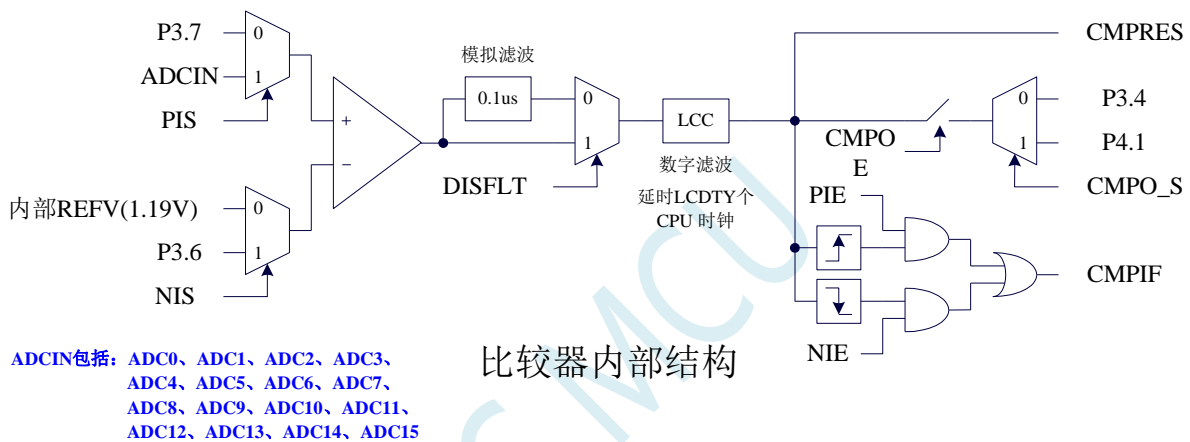 P3.7
0
ADCIN
1
PIS
+
−
内部REFV(1.19V)
0
P3.6
1
NIS
模拟滤波
0.1us
0
1
DISFLT
LCC
数字滤波
延时LCDTY个
CPU 时钟
CMPRES
CMPO
E
0
P3.4
1
P4.1
CMPO_S
PIE
CMPIF
NIE
比较器内部结构
ADCIN包括：ADC0、ADC1、ADC2、ADC3、
ADC4、ADC5、ADC6、ADC7、
ADC8、ADC9、ADC10、ADC11、
ADC12、ADC13、ADC14、ADC15
MCU